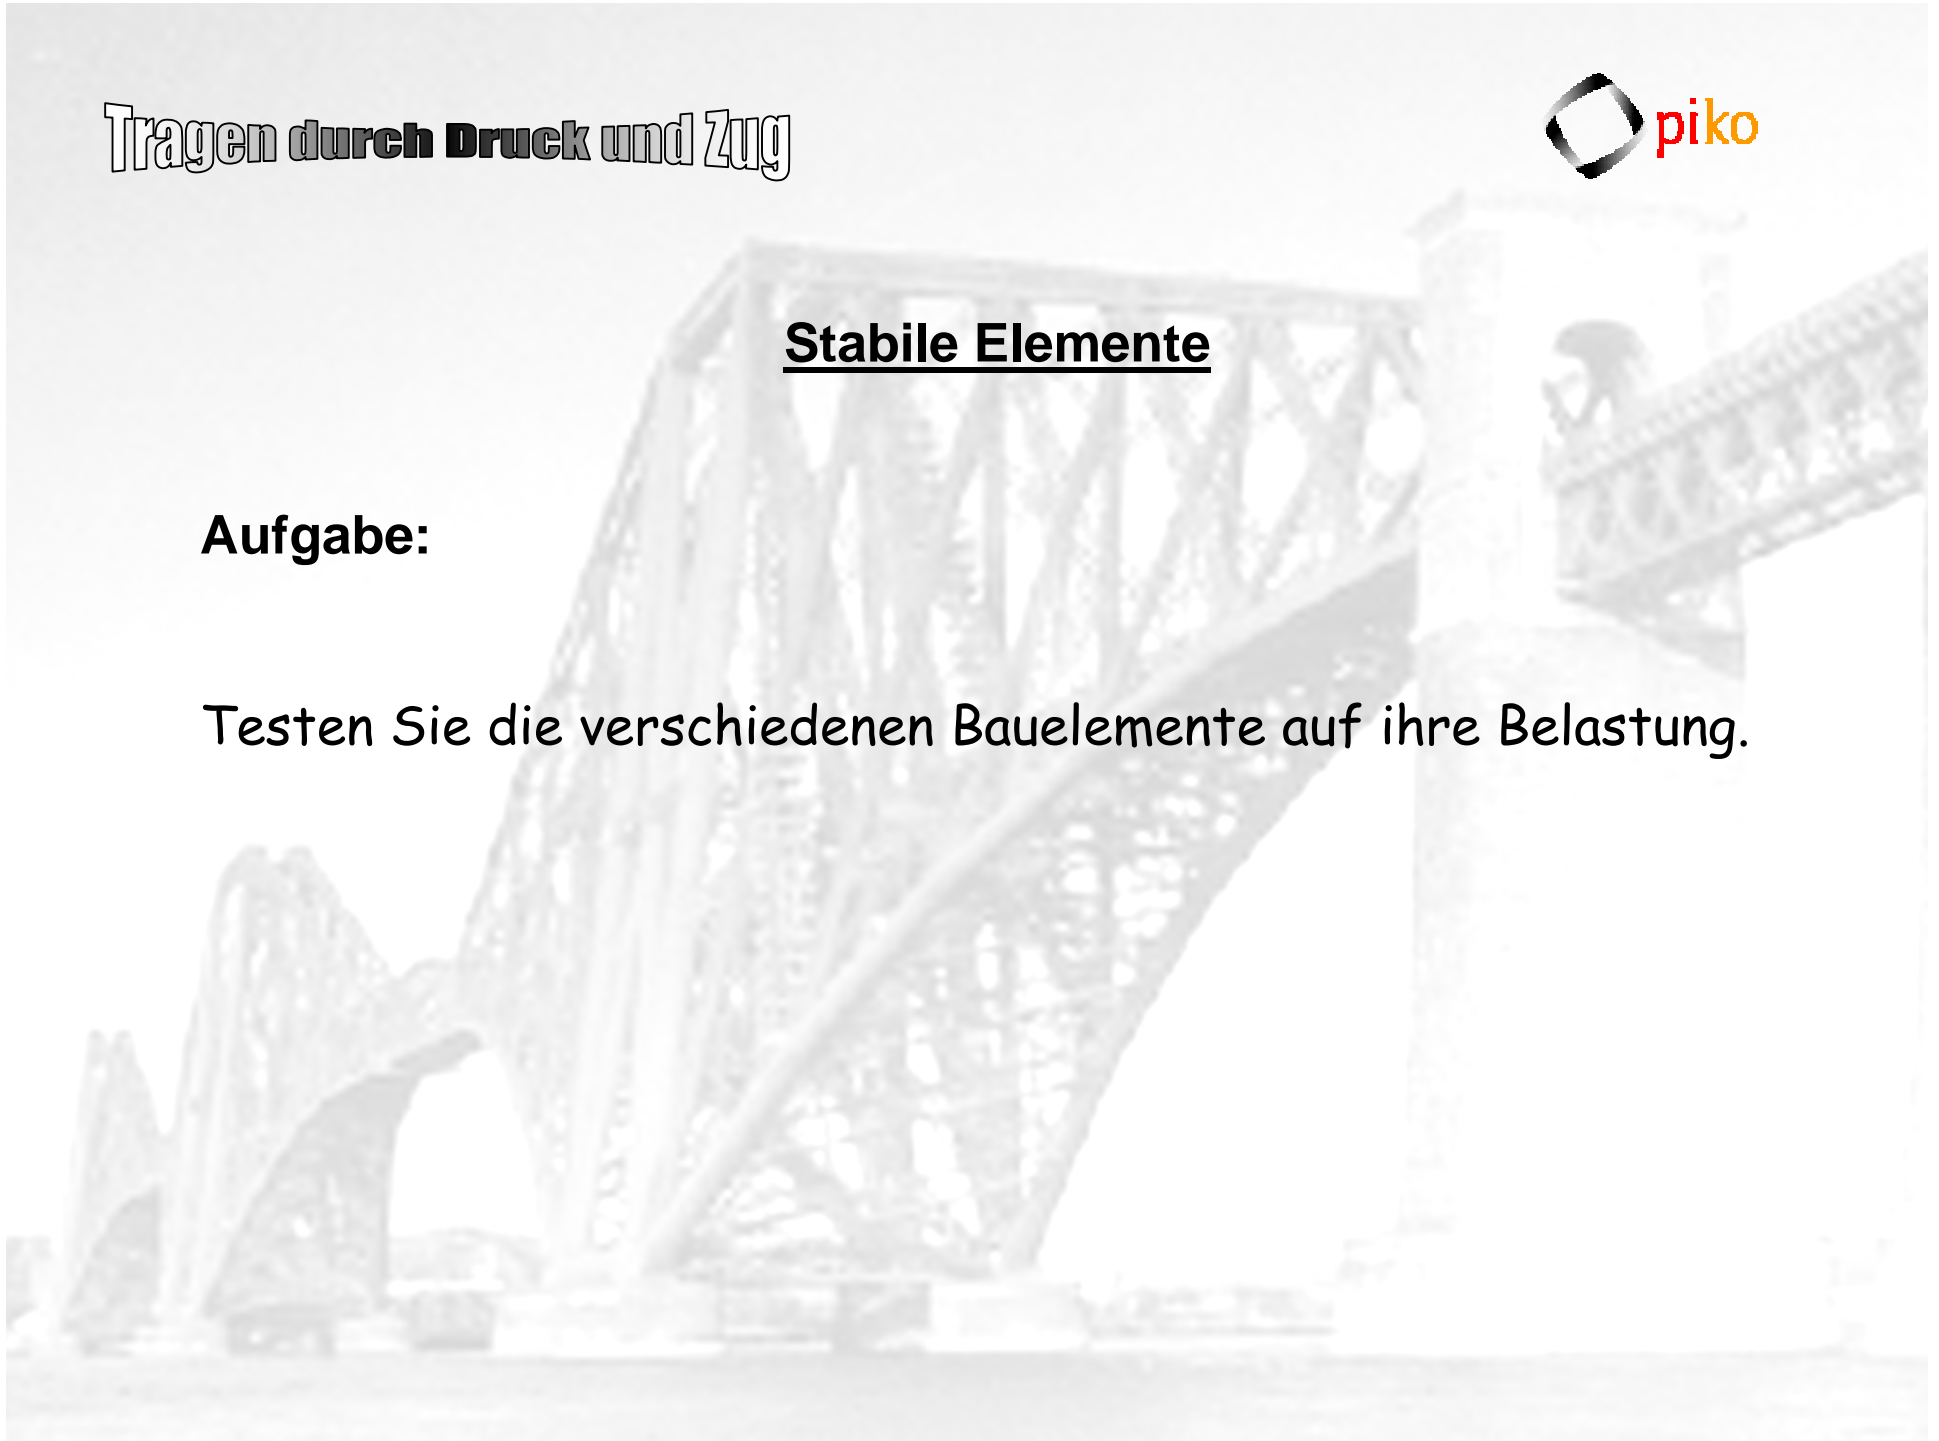 Tragen durch Druck und Zug
piko
Stabile Elemente
Aufgabe:
Testen Sie die verschiedenen Bauelemente auf ihre Belastung.